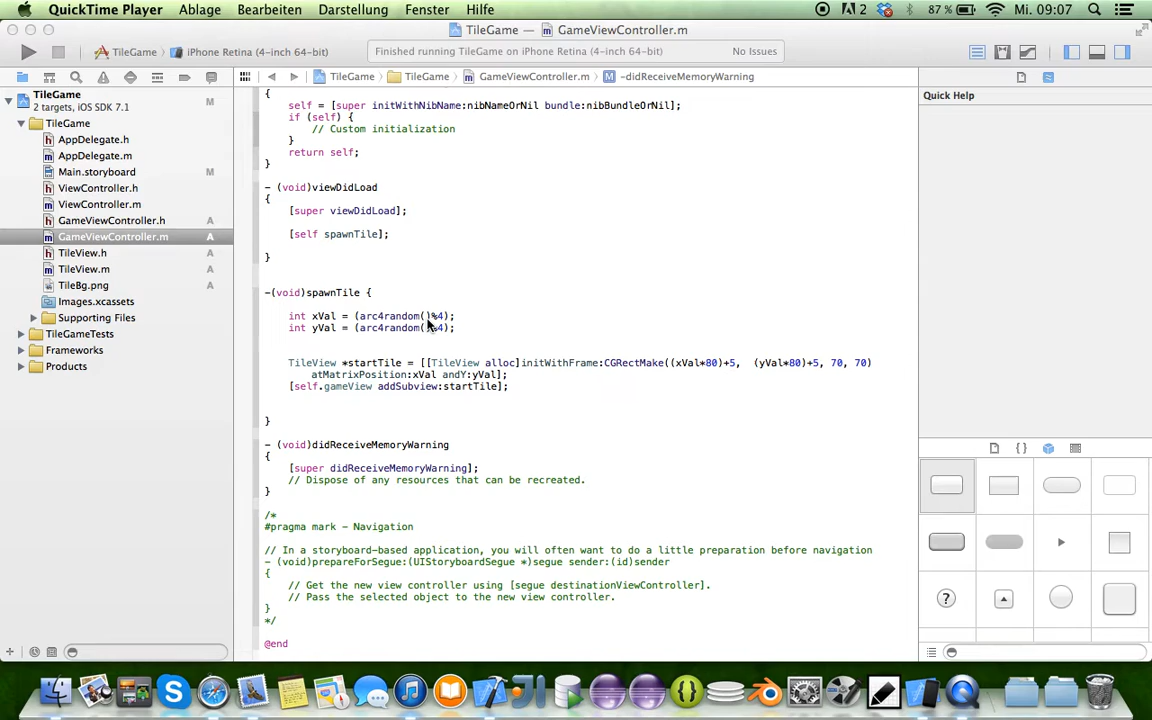 QuickTime Player Ablage Bearbeiten Darstellung Fenster Hilfe 2 87 % Mi. 09:07
TileGame — GameViewController.m
TileGame iPhone Retina (4-inch 64-bit) Finished running TileGame on iPhone Retina (4-inch 64-bit) No Issues
TileGame TileGame GameViewController.m M -didReceiveMemoryWarning
TileGame M
2 targets, iOS SDK 7.1
TileGame
h AppDelegate.h
m AppDelegate.m
Main.storyboard M
h ViewController.h
m ViewController.m
h GameViewController.h A
m GameViewController.m A
h TileView.h A
m TileView.m A
TileBg.png A
Images.xcassets
Supporting Files
TileGameTests
Frameworks
Products
{
self = [super initWithNibName:nibNameOrNil bundle:nibBundleOrNil];
if (self) {
// Custom initialization
}
return self;
}
- (void)viewDidLoad
{
[super viewDidLoad];
[self spawnTile];
}
-(void)spawnTile {
int xVal = (arc4random()%4);
int yVal = (arc4random()%4);
TileView *startTile = [[TileView alloc]initWithFrame:CGRectMake((xVal*80)+5, (yVal*80)+5, 70, 70)
atMatrixPosition:xVal andY:yVal];
[self.gameView addSubview:startTile];
}
- (void)didReceiveMemoryWarning
{
[super didReceiveMemoryWarning];
// Dispose of any resources that can be recreated.
}
/*
#pragma mark - Navigation
// In a storyboard-based application, you will often want to do a little preparation before navigation
- (void)prepareForSegue:(UIStoryboardSegue *)segue sender:(id)sender
{
// Get the new view controller using [segue destinationViewController].
// Pass the selected object to the new view controller.
}
*/
@end
Quick Help
{ }
?